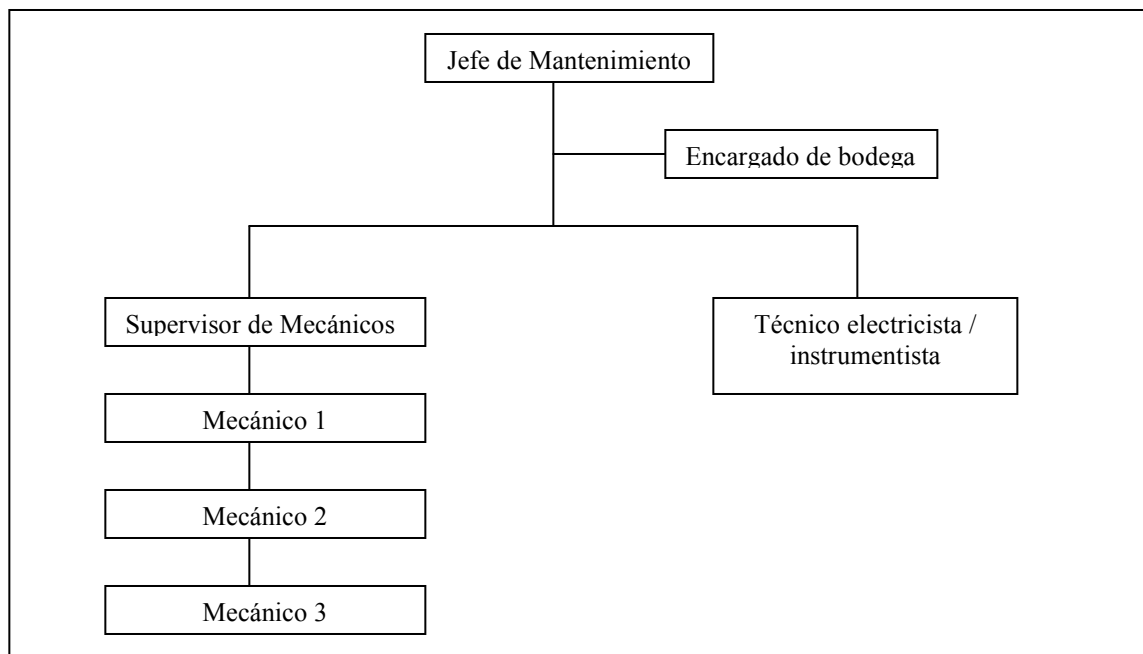 Jefe de Mantenimiento
Encargado de bodega
Supervisor de Mecánicos
Técnico electricista /
instrumentista
Mecánico 1
Mecánico 2
Mecánico 3